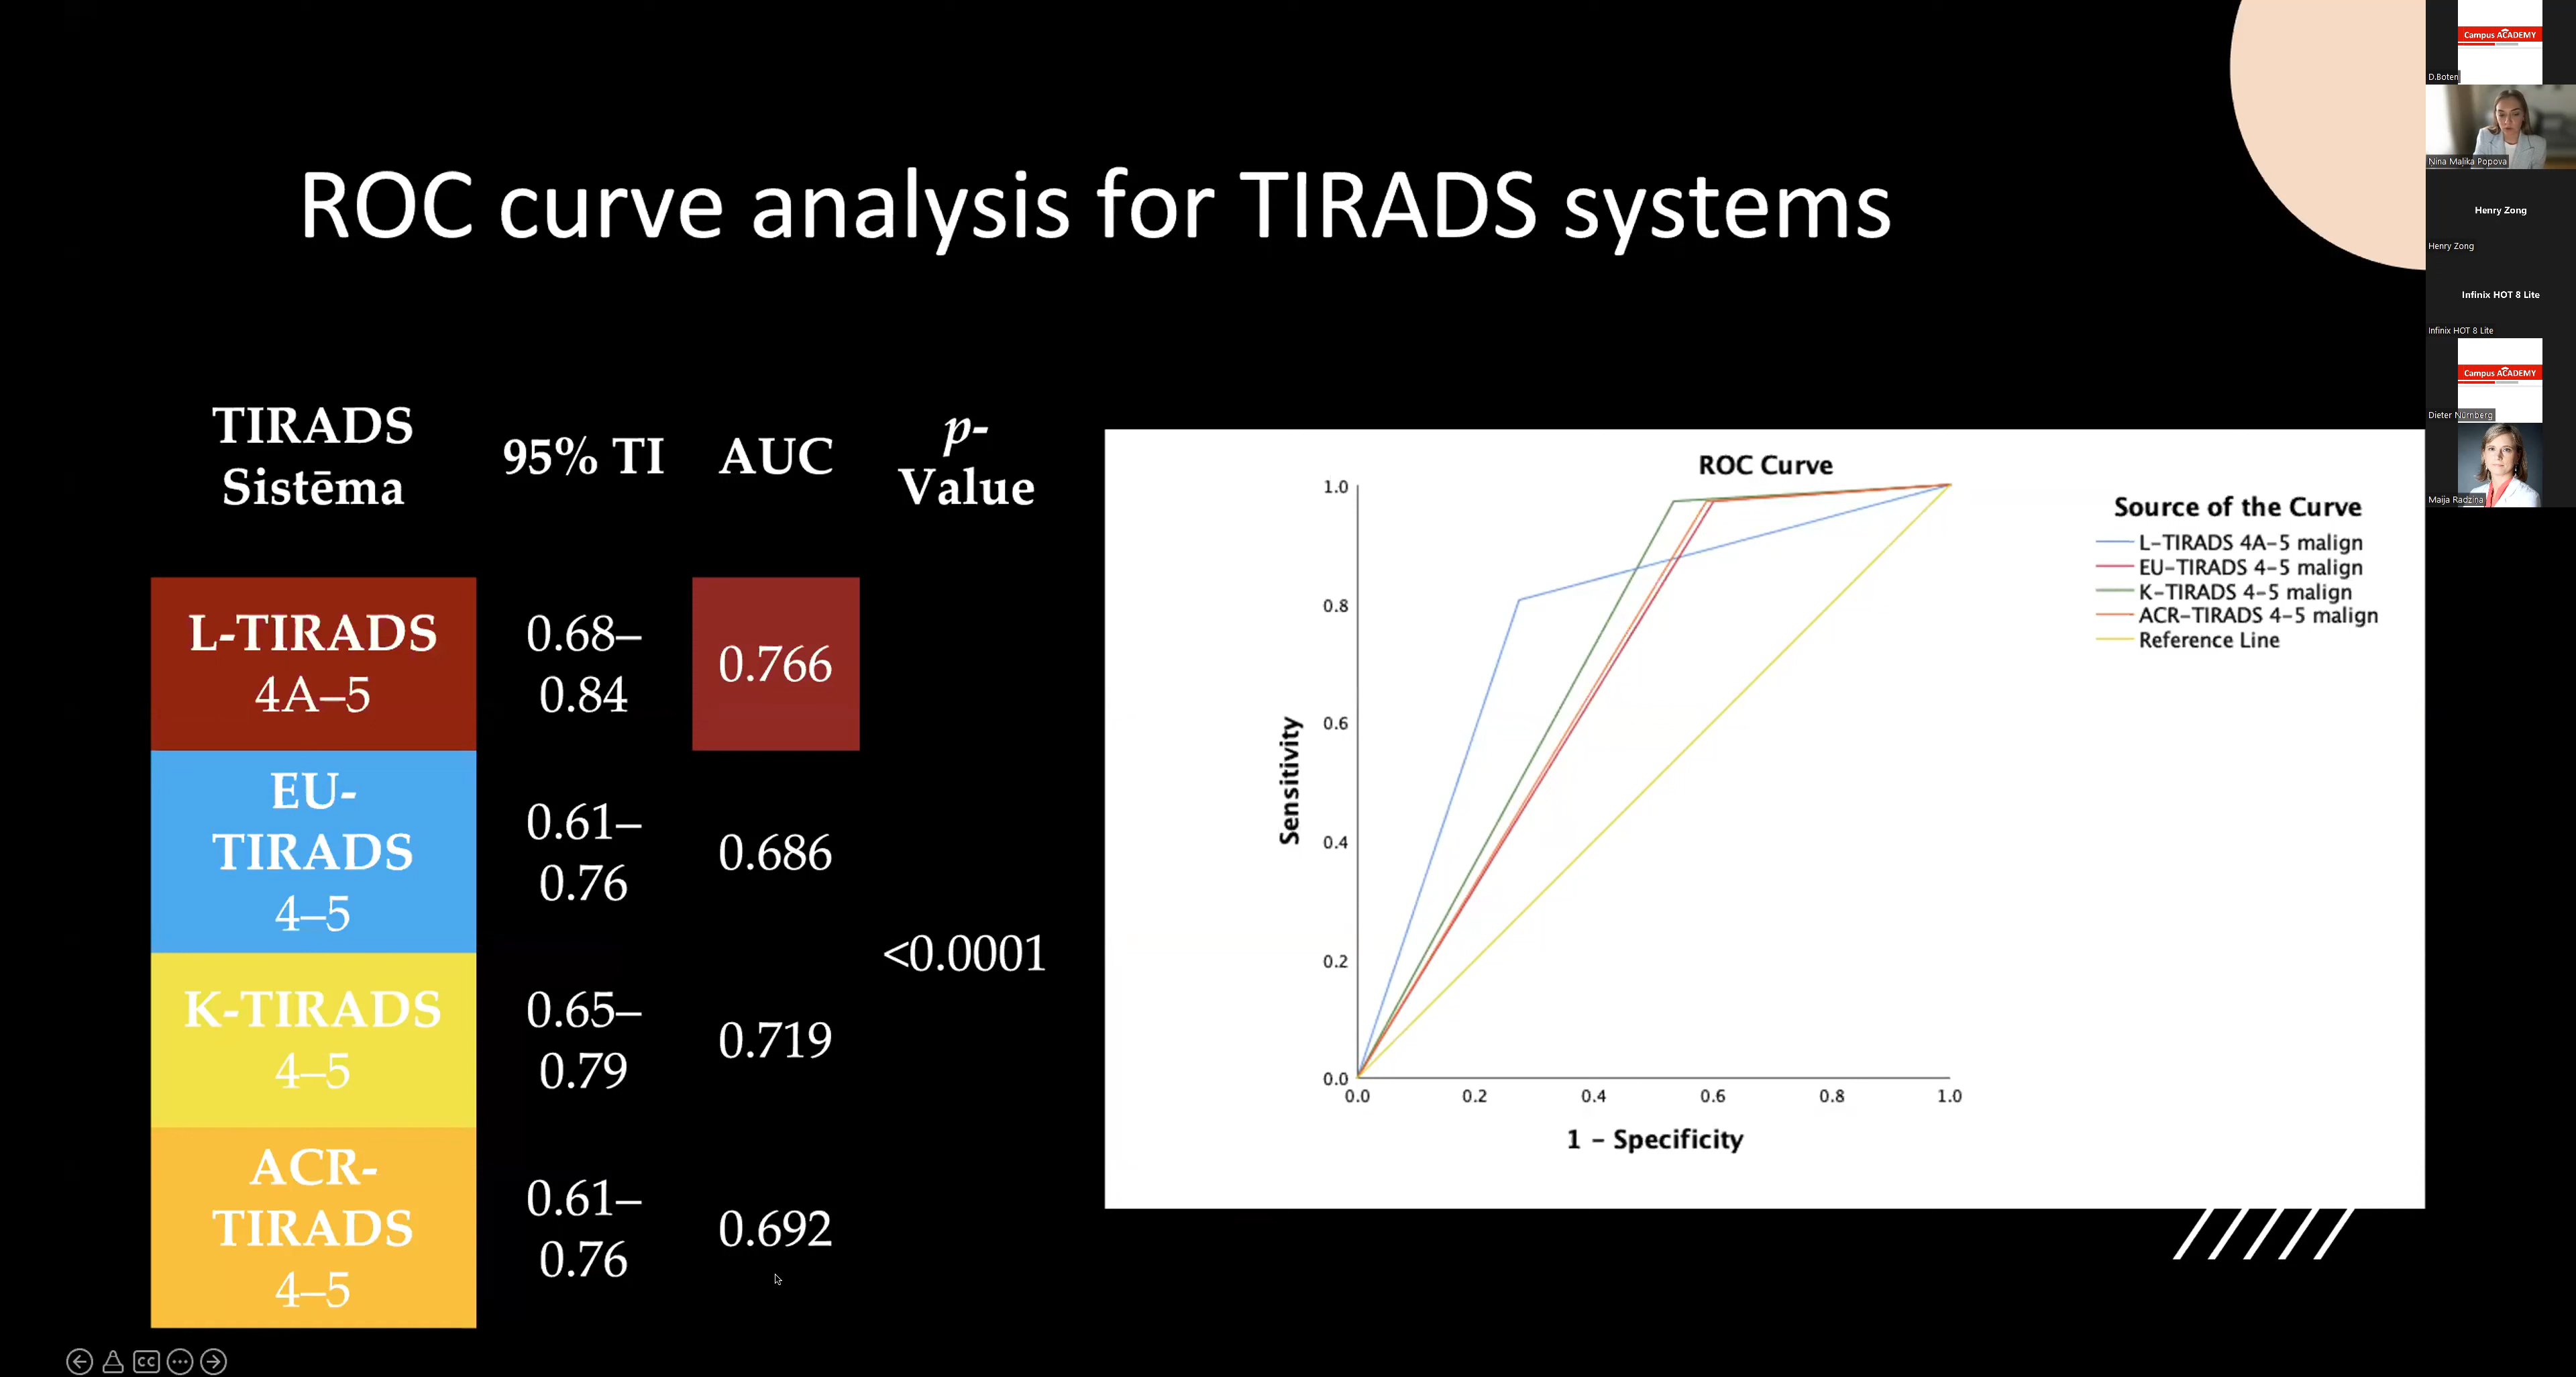 ROC curve analysis for TIRADS systems
TIRADS
Sistēma
95% TI
AUC
p-
Value
L-TIRADS
4A–5
0.68–
0.84
0.766
EU-
TIRADS
4–5
0.61–
0.76
0.686
<0.0001
K-TIRADS
4–5
0.65–
0.79
0.719
ACR-
TIRADS
4–5
0.61–
0.76
0.692
ROC Curve
Sensitivity
1.0
0.8
0.6
0.4
0.2
0.0
0.0 0.2 0.4 0.6 0.8 1.0
1 – Specificity
Source of the Curve
L-TIRADS 4A-5 malign
EU-TIRADS 4-5 malign
K-TIRADS 4-5 malign
ACR-TIRADS 4-5 malign
Reference Line
Campus ACADEMY
D.Boten
Nina Malika Popova
Henry Zong
Henry Zong
Infinix HOT 8 Lite
Infinix HOT 8 Lite
Campus ACADEMY
Dieter Nürnberg
Maija Radzina
CC